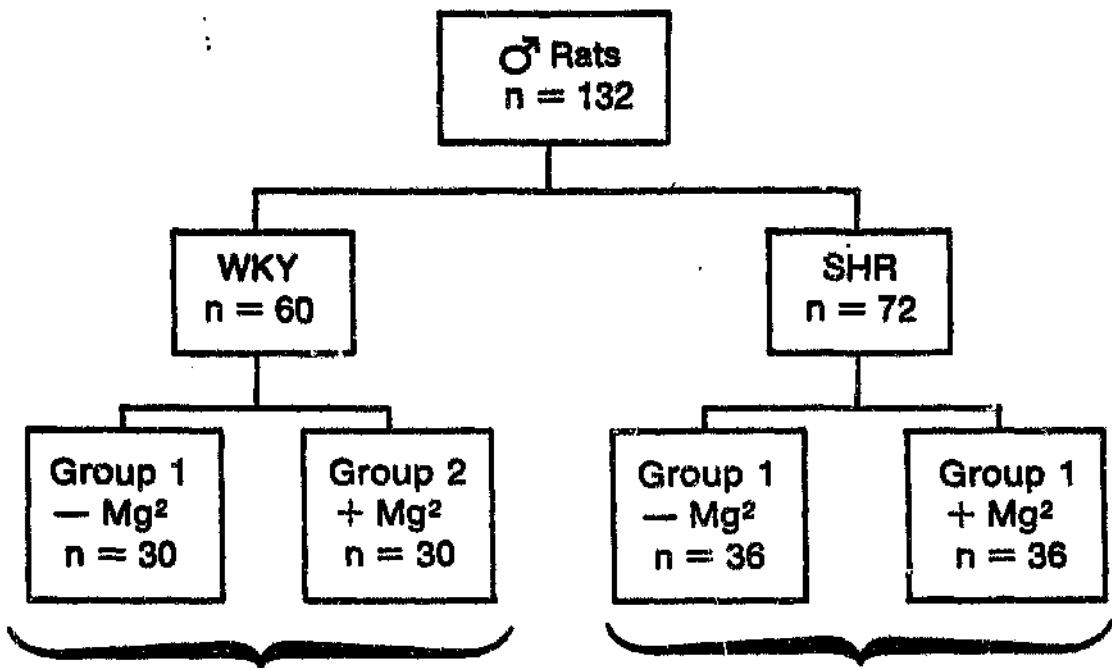 ♂ Rats
n = 132
WKY
n = 60
SHR
n = 72
Group 1
— Mg²
n = 30
Group 2
+ Mg²
n = 30
Group 1
— Mg²
n = 36
Group 1
+ Mg²
n = 36